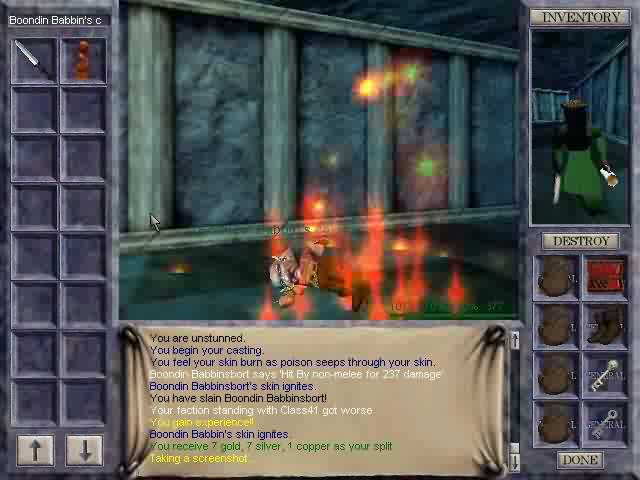 Boondin Babbin's c
INVENTORY
DESTROY
You are unstunned.
You begin your casting.
You feel your skin burn as poison seeps through your skin.
Boondin Babbinsbort says 'Hit By non-melee for 237 damage'
Boondin Babbinsbort's skin ignites.
You have slain Boondin Babbinsbort!
Your faction standing with Class41 got worse
You gain experience!!
Boondin Babbin's skin ignites.
You receive 7 gold, 7 silver, 1 copper as your split
Taking a screenshot...
GENERAL
GENERAL
DONE